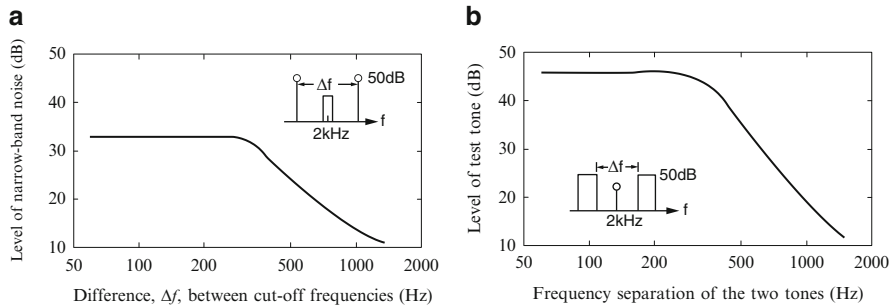 a
Level of narrow-band noise (dB)
50
40
30
20
10
50 100 200 500 1000 2000
Difference, Δf, between cut-off frequencies (Hz)
Δf
50dB
2kHz
f
b
Level of test tone (dB)
50
40
30
20
10
50 100 200 500 1000 2000
Frequency separation of the two tones (Hz)
Δf
50dB
2kHz
f